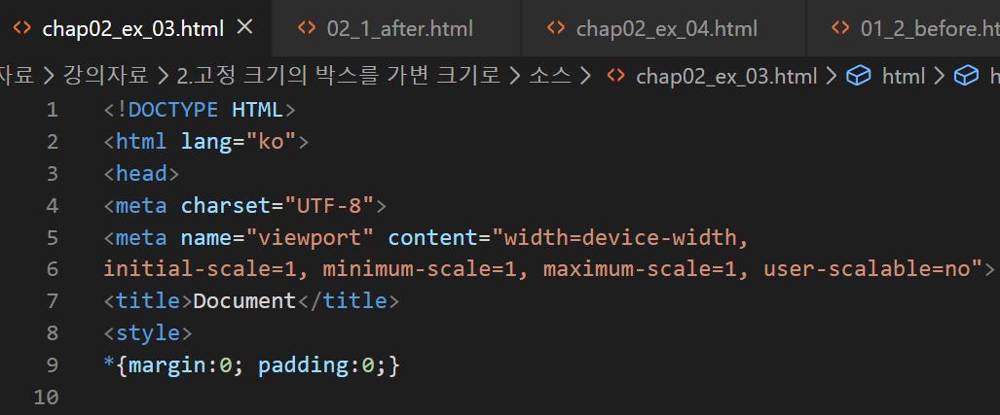 chap02_ex_03.html 02_1_after.html chap02_ex_04.html 01_2_before.ht
자료 > 강의자료 > 2.고정 크기의 박스를 가변 크기로 > 소스 > chap02_ex_03.html > html > h
1 <!DOCTYPE HTML>
2 <html lang="ko">
3 <head>
4 <meta charset="UTF-8">
5 <meta name="viewport" content="width=device-width,
6 initial-scale=1, minimum-scale=1, maximum-scale=1, user-scalable=no">
7 <title>Document</title>
8 <style>
9 *{margin:0; padding:0;}
10